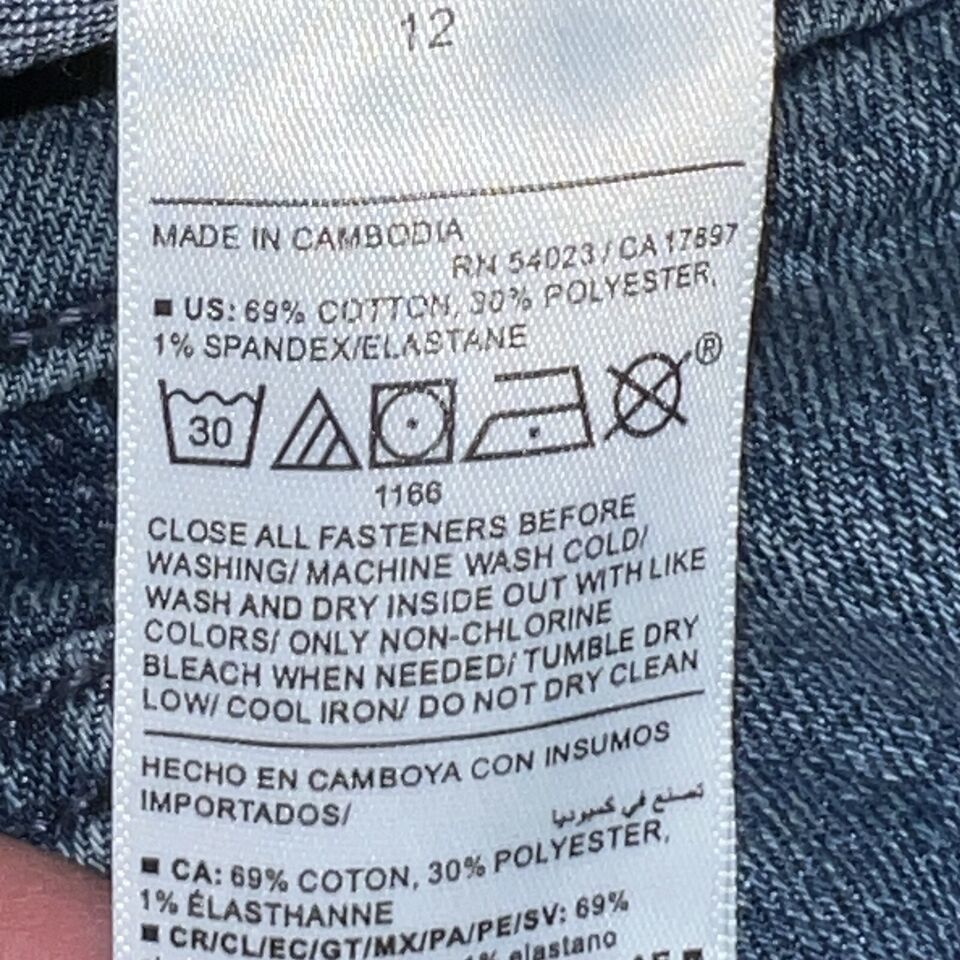 12
MADE IN CAMBODIA
RN 54023 / CA 17897
■ US: 69% COTTON, 30% POLYESTER,
1% SPANDEX/ELASTANE
30
®
1166
CLOSE ALL FASTENERS BEFORE
WASHING/ MACHINE WASH COLD/
WASH AND DRY INSIDE OUT WITH LIKE
COLORS/ ONLY NON-CHLORINE
BLEACH WHEN NEEDED/ TUMBLE DRY
LOW/ COOL IRON/ DO NOT DRY CLEAN
HECHO EN CAMBOYA CON INSUMOS
IMPORTADOS/
تصنع في كمبوديا
■ CA: 69% COTON, 30% POLYESTER,
1% ÉLASTHANNE
■ CR/CL/EC/GT/MX/PA/PE/SV: 69%
1% elastano